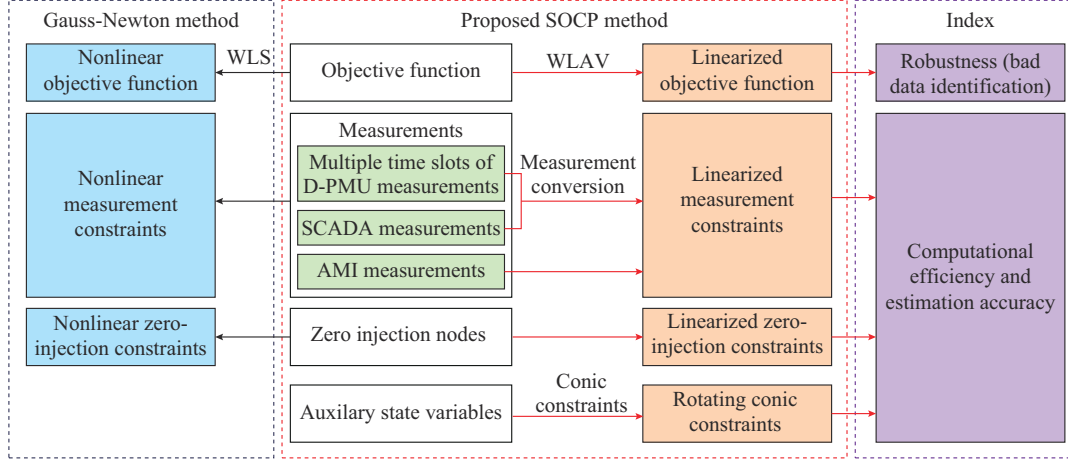 Gauss-Newton method
Proposed SOCP method
Index
Nonlinear
objective function
WLS
Objective function
WLAV
Linearized
objective function
Robustness (bad
data identification)
Nonlinear
measurement
constraints
Measurements
Multiple time slots of
D-PMU measurements
SCADA measurements
AMI measurements
Measurement
conversion
Linearized
measurement
constraints
Computational
efficiency and
estimation accuracy
Nonlinear zero-
injection constraints
Zero injection nodes
Linearized zero-
injection constraints
Auxilary state variables
Conic
constraints
Rotating conic
constraints